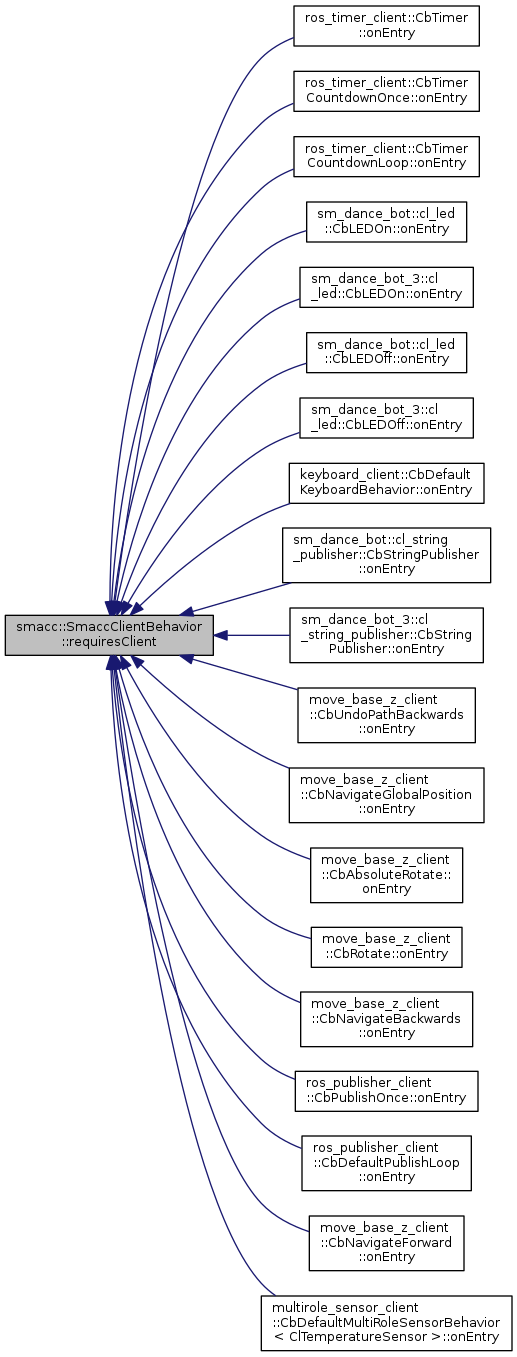 ros_timer_client::CbTimer
::onEntry
ros_timer_client::CbTimer
CountdownOnce::onEntry
ros_timer_client::CbTimer
CountdownLoop::onEntry
sm_dance_bot::cl_led
::CbLEDOn::onEntry
sm_dance_bot_3::cl
_led::CbLEDOn::onEntry
sm_dance_bot::cl_led
::CbLEDOff::onEntry
sm_dance_bot_3::cl
_led::CbLEDOff::onEntry
keyboard_client::CbDefault
KeyboardBehavior::onEntry
sm_dance_bot::cl_string
_publisher::CbStringPublisher
::onEntry
smacc::SmaccClientBehavior
::requiresClient
sm_dance_bot_3::cl
_string_publisher::CbString
Publisher::onEntry
move_base_z_client
::CbUndoPathBackwards
::onEntry
move_base_z_client
::CbNavigateGlobalPosition
::onEntry
move_base_z_client
::CbAbsoluteRotate::
onEntry
move_base_z_client
::CbRotate::onEntry
move_base_z_client
::CbNavigateBackwards
::onEntry
ros_publisher_client
::CbPublishOnce::onEntry
ros_publisher_client
::CbDefaultPublishLoop
::onEntry
move_base_z_client
::CbNavigateForward
::onEntry
multirole_sensor_client
::CbDefaultMultiRoleSensorBehavior
< ClTemperatureSensor >::onEntry